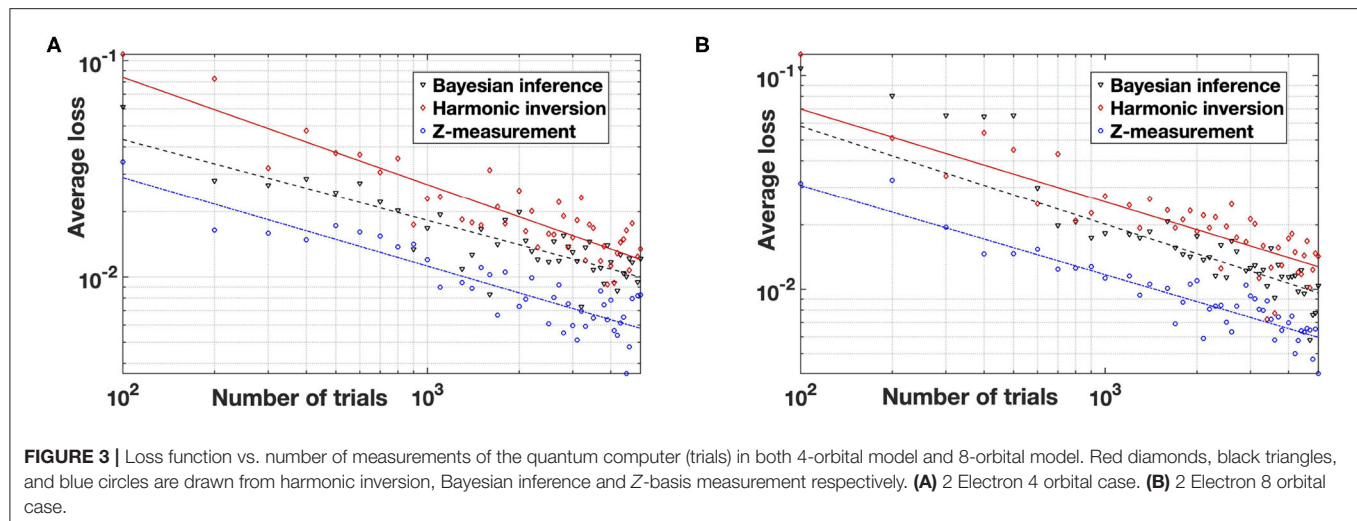 A
B
10^-1
10^-2
Average loss
Bayesian inference
Harmonic inversion
Z-measurement
10^2
Number of trials
10^3
10^-1
10^-2
Average loss
Bayesian inference
Harmonic inversion
Z-measurement
10^2
Number of trials
10^3
FIGURE 3 | Loss function vs. number of measurements of the quantum computer (trials) in both 4-orbital model and 8-orbital model. Red diamonds, black triangles,
and blue circles are drawn from harmonic inversion, Bayesian inference and Z-basis measurement respectively. (A) 2 Electron 4 orbital case. (B) 2 Electron 8 orbital
case.